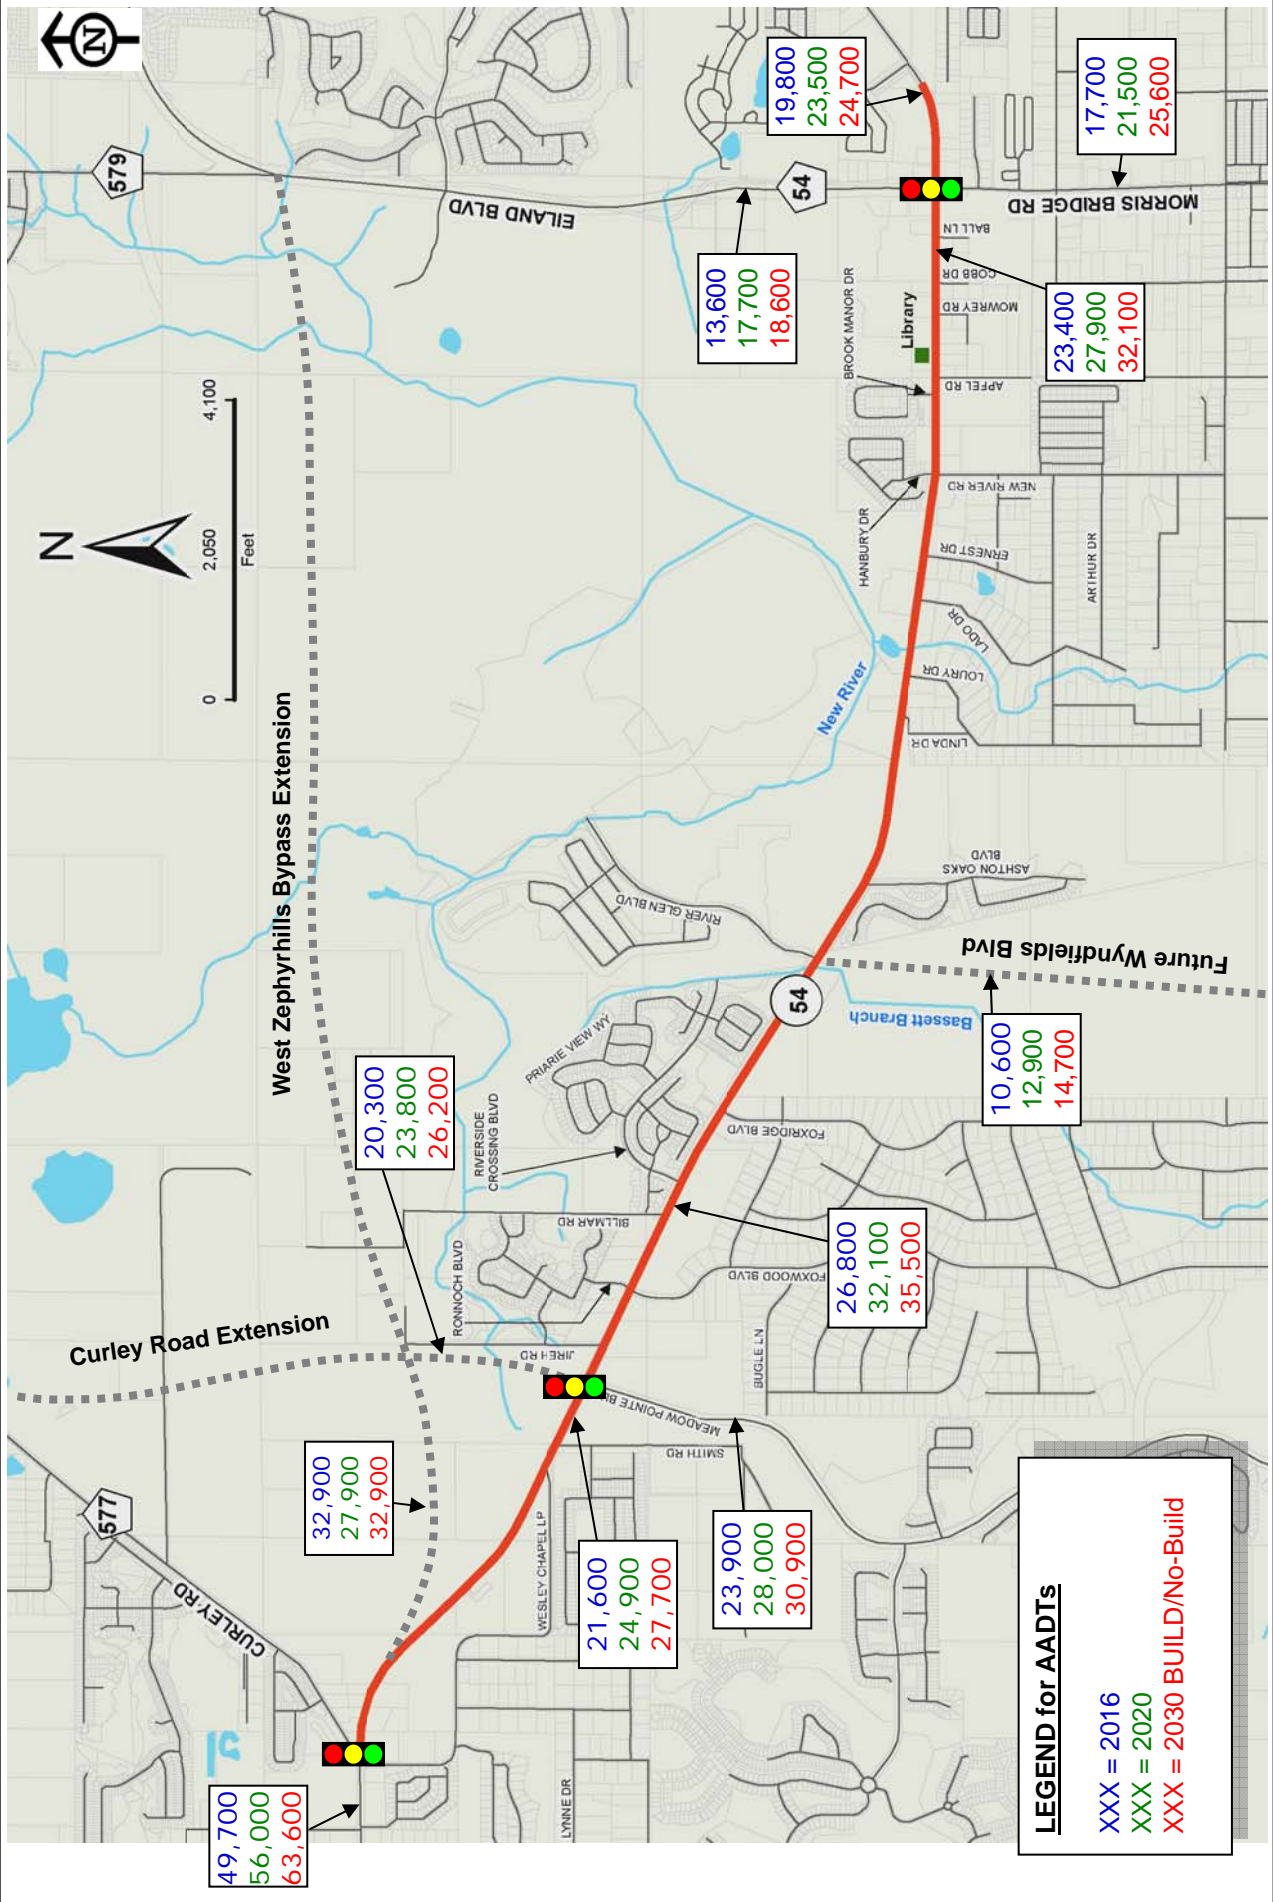 N
579
EILAND BLVD
19,800
23,500
24,700
17,700
21,500
25,600
54
MORRIS BRIDGE RD
13,600
17,700
18,600
BALL LN
COBB DR
MOWREY RD
BROOK MANOR DR
Library
APFEL RD
23,400
27,900
32,100
N
0
2,050
4,100
Feet
HANBURY DR
NEW RIVER RD
ERNEST DR
ARTHUR DR
LADO DR
LOURY DR
LINDA DR
New River
West Zephyrhills Bypass Extension
ASHTON OAKS
BLVD
RIVER GLEN BLVD
Future Wyndfields Blvd
54
Bassett Branch
PRIARIE VIEW WY
10,600
12,900
14,700
20,300
23,800
26,200
RIVERSIDE
CROSSING BLVD
FOXRIDGE BLVD
BILLMAR RD
RONNOCH BLVD
FOXWOOD BLVD
26,800
32,100
35,500
Curley Road Extension
JIREH RD
BUGLE LN
MEADOW POINTE BL
SMITH RD
32,900
27,900
32,900
577
CURLEY RD
WESLEY CHAPEL LP
21,600
24,900
27,700
23,900
28,000
30,900
LYNNE DR
49,700
56,000
63,600
LEGEND for AADTs
XXX = 2016
XXX = 2020
XXX = 2030 BUILD/No-Build